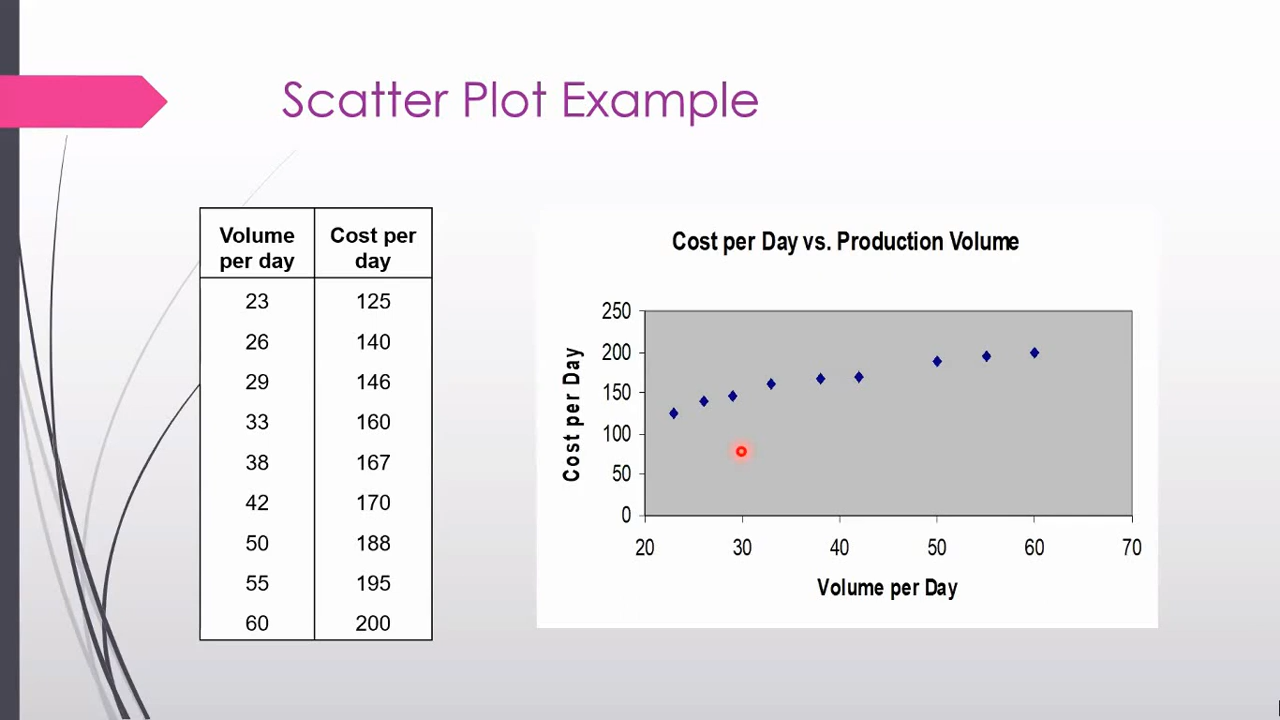 Scatter Plot Example
Volume per day
Cost per day
23 125
26 140
29 146
33 160
38 167
42 170
50 188
55 195
60 200
Cost per Day vs. Production Volume
Cost per Day
250
200
150
100
50
0
20 30 40 50 60 70
Volume per Day